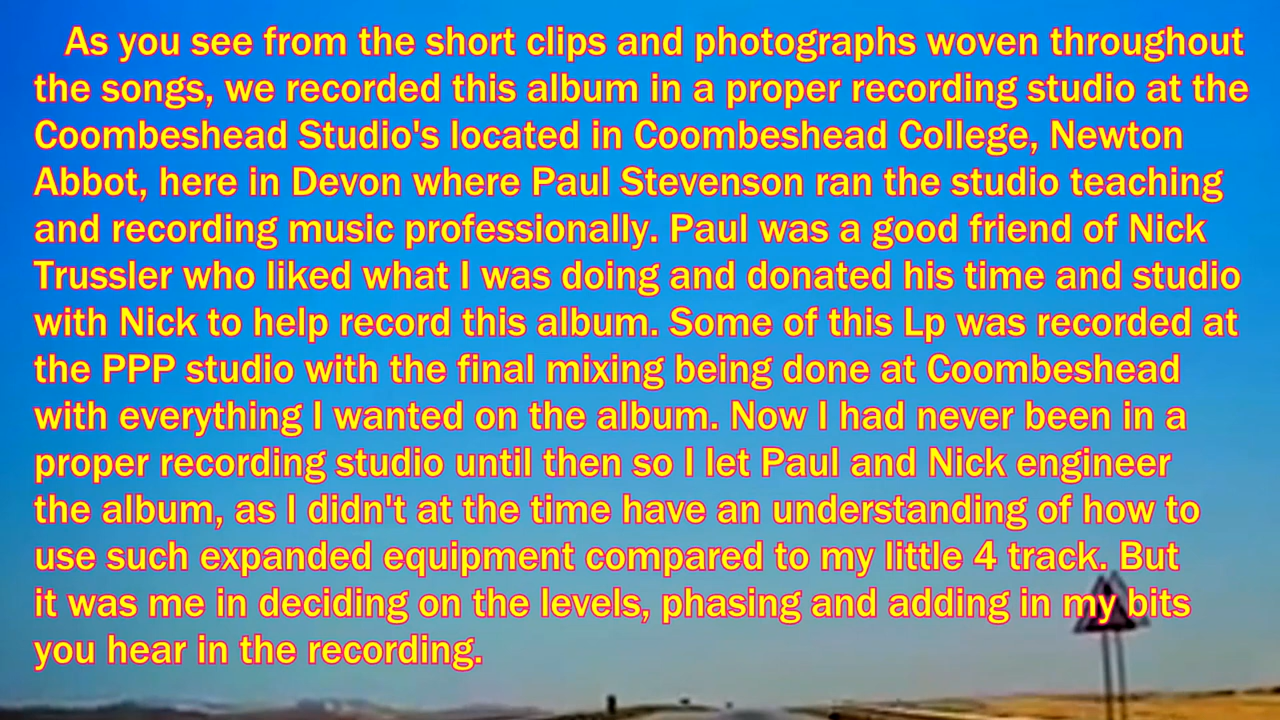 As you see from the short clips and photographs woven throughout
the songs, we recorded this album in a proper recording studio at the
Coombeshead Studio's located in Coombeshead College, Newton
Abbot, here in Devon where Paul Stevenson ran the studio teaching
and recording music professionally. Paul was a good friend of Nick
Trussler who liked what I was doing and donated his time and studio
with Nick to help record this album. Some of this Lp was recorded at
the PPP studio with the final mixing being done at Coombeshead
with everything I wanted on the album. Now I had never been in a
proper recording studio until then so I let Paul and Nick engineer
the album, as I didn't at the time have an understanding of how to
use such expanded equipment compared to my little 4 track. But
it was me in deciding on the levels, phasing and adding in my bits
you hear in the recording.